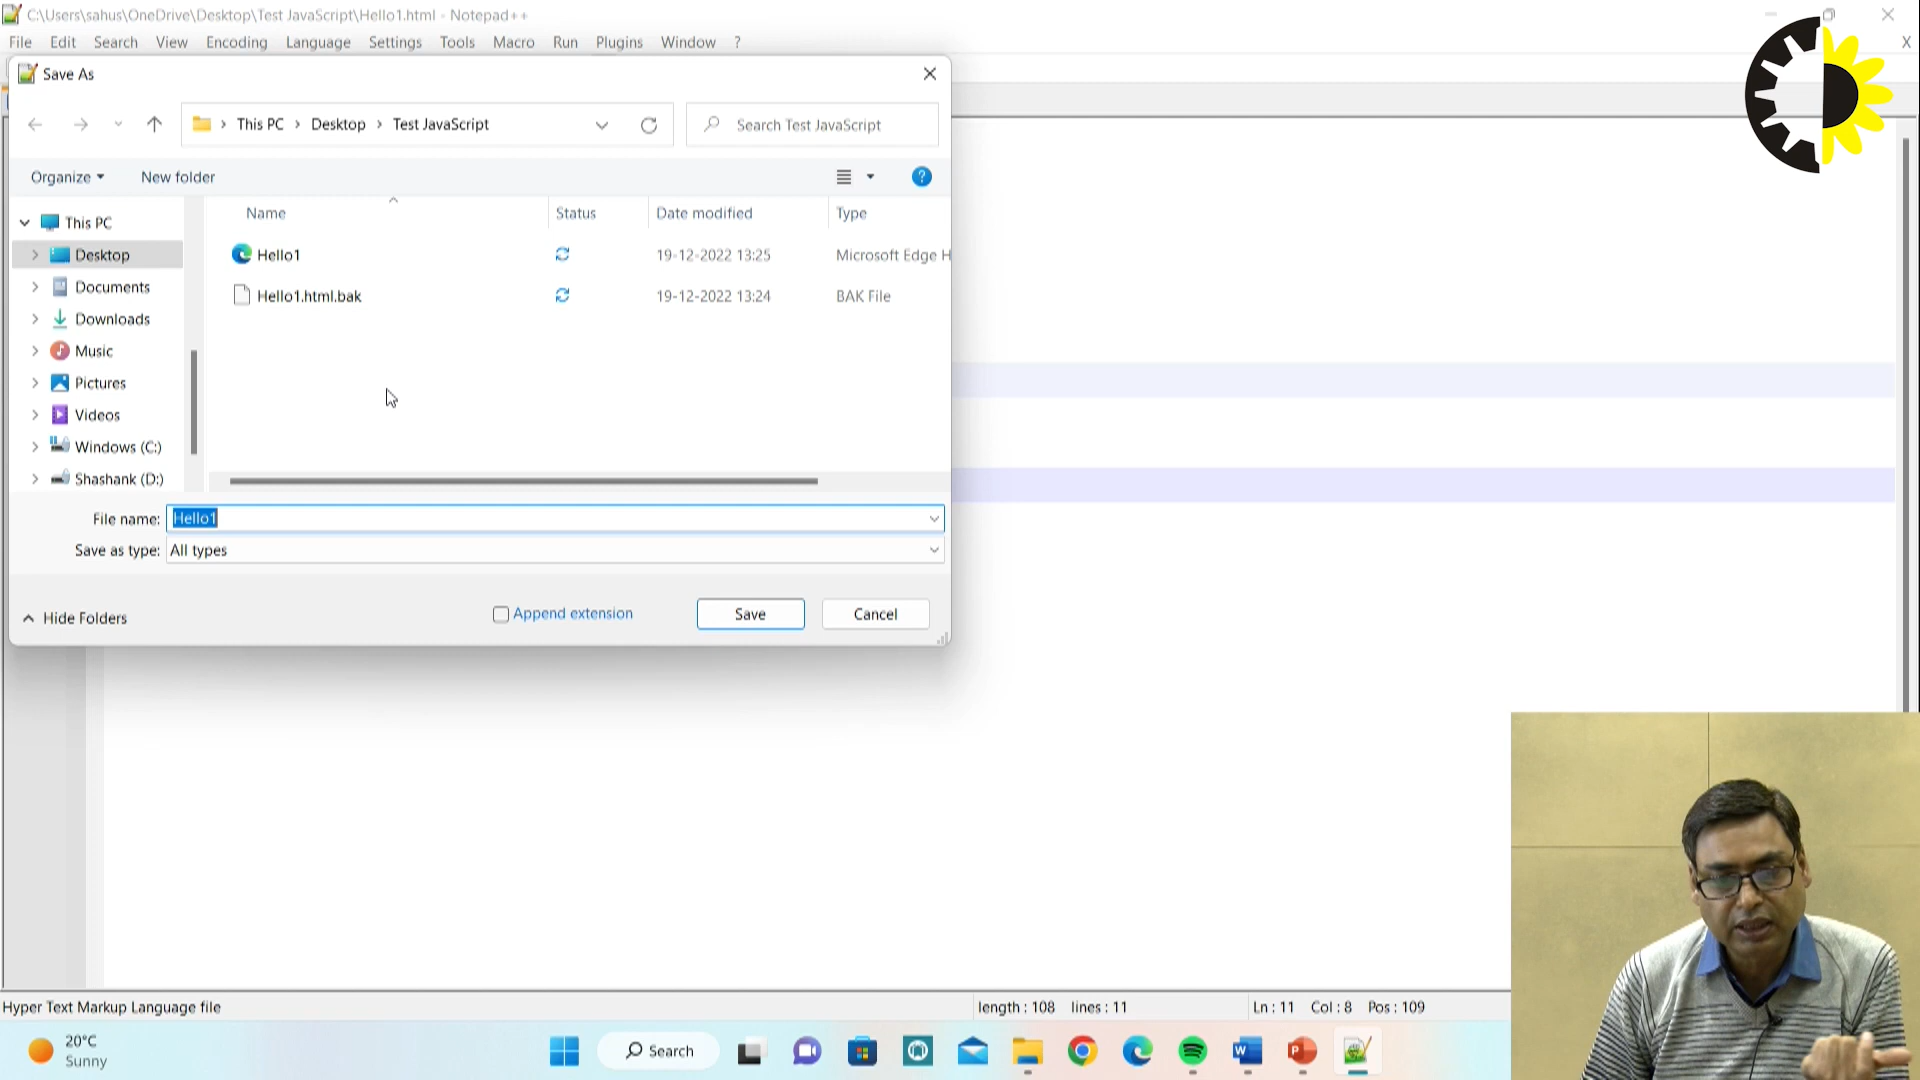 C:\Users\sahus\OneDrive\Desktop\Test JavaScript\Hello1.html - Notepad++
File Edit Search View Encoding Language Settings Tools Macro Run Plugins Window ? X
Save As
This PC > Desktop > Test JavaScript Search Test JavaScript
Organize New folder ?
Name Status Date modified Type
This PC
Desktop
Documents
Downloads
Music
Pictures
Videos
Windows (C:)
Shashank (D:)
Hello1 19-12-2022 13:25 Microsoft Edge H
Hello1.html.bak 19-12-2022 13:24 BAK File
File name: Hello1
Save as type: All types
Hide Folders Append extension Save Cancel
Hyper Text Markup Language file length : 108 lines : 11 Ln : 11 Col : 8 Pos : 109
20°C
Sunny
Search
W P